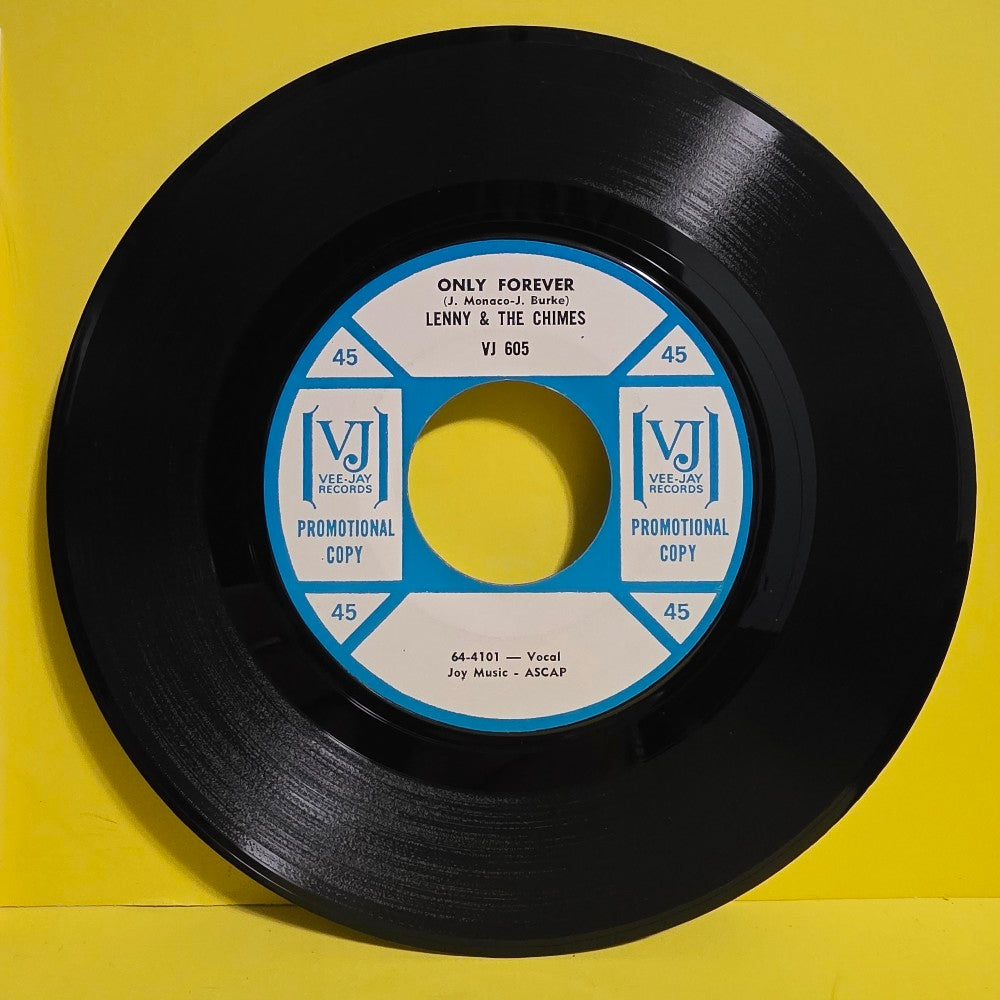 ONLY FOREVER
(J. Monaco-J. Burke)
LENNY & THE CHIMES
VJ 605
45
45
VJ
VEE-JAY
RECORDS
PROMOTIONAL
COPY
VJ
VEE-JAY
RECORDS
PROMOTIONAL
COPY
45
45
64-4101 — Vocal
Joy Music - ASCAP